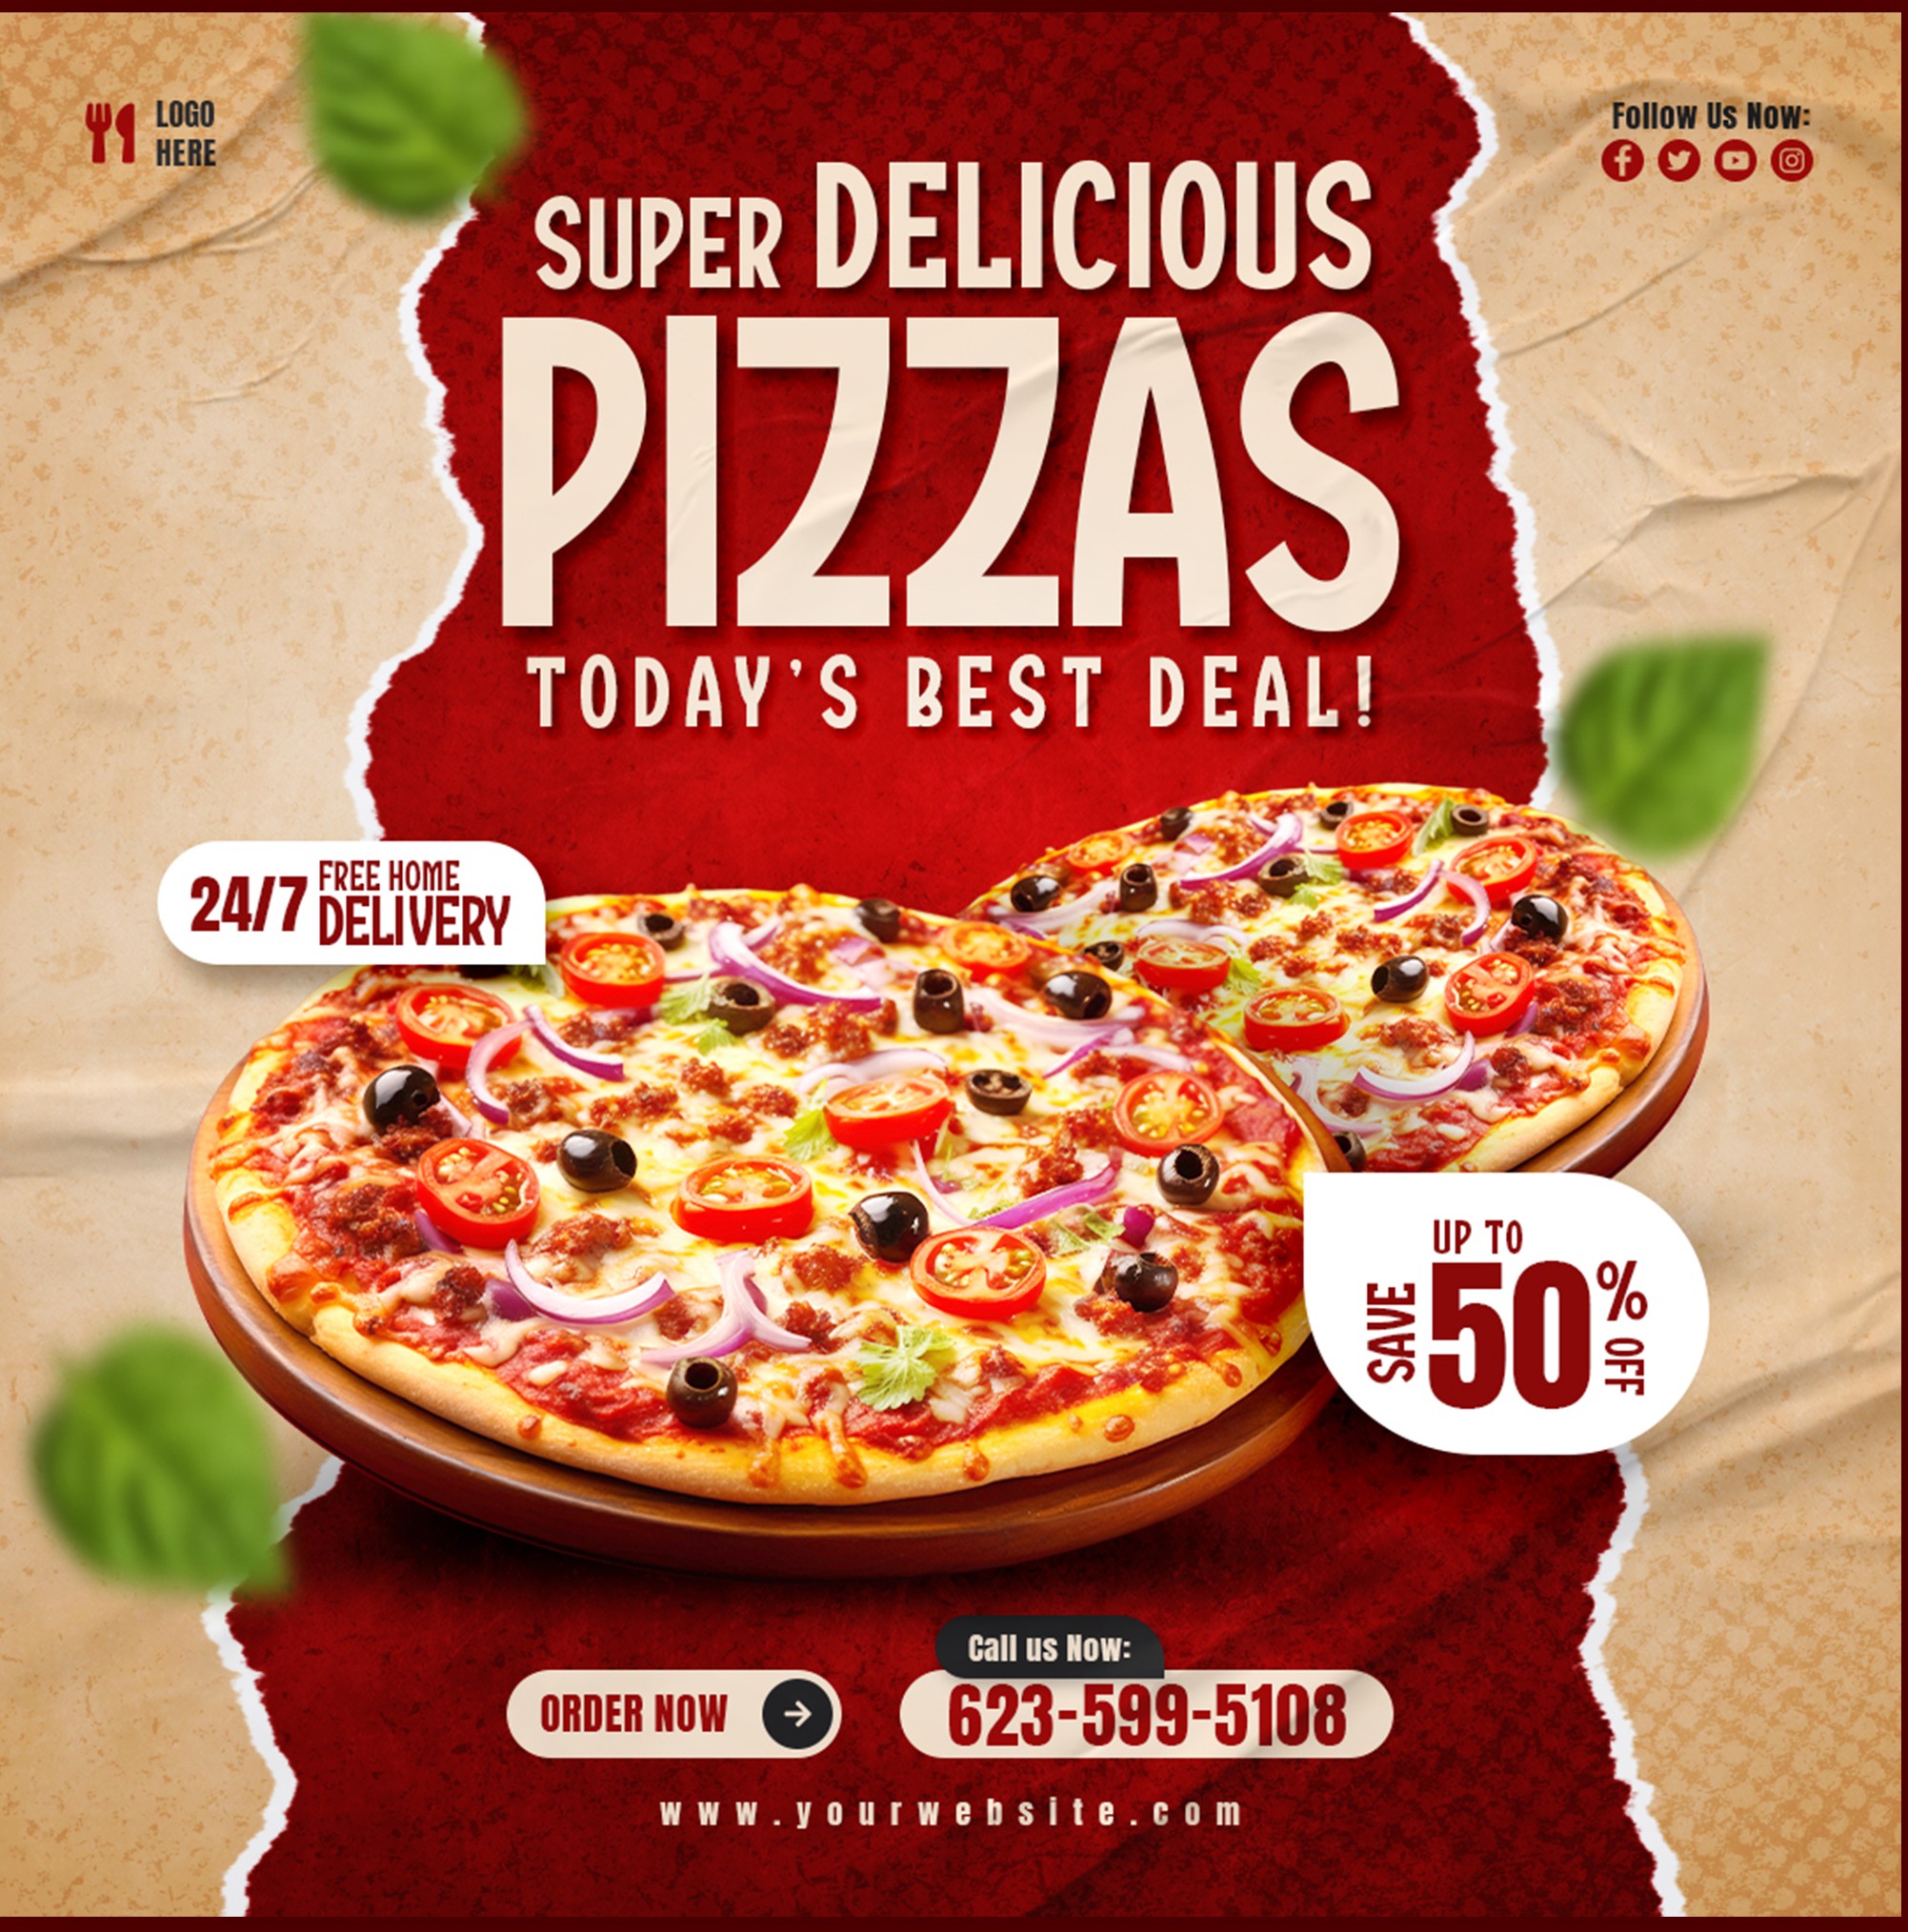 LOGO
HERE
Follow Us Now:
SUPER DELICIOUS
PIZZAS
TODAY'S BEST DEAL!
24/7 FREE HOME
DELIVERY
UP TO
SAVE 50% OFF
Call us Now:
ORDER NOW
623-599-5108
www.yourwebsite.com